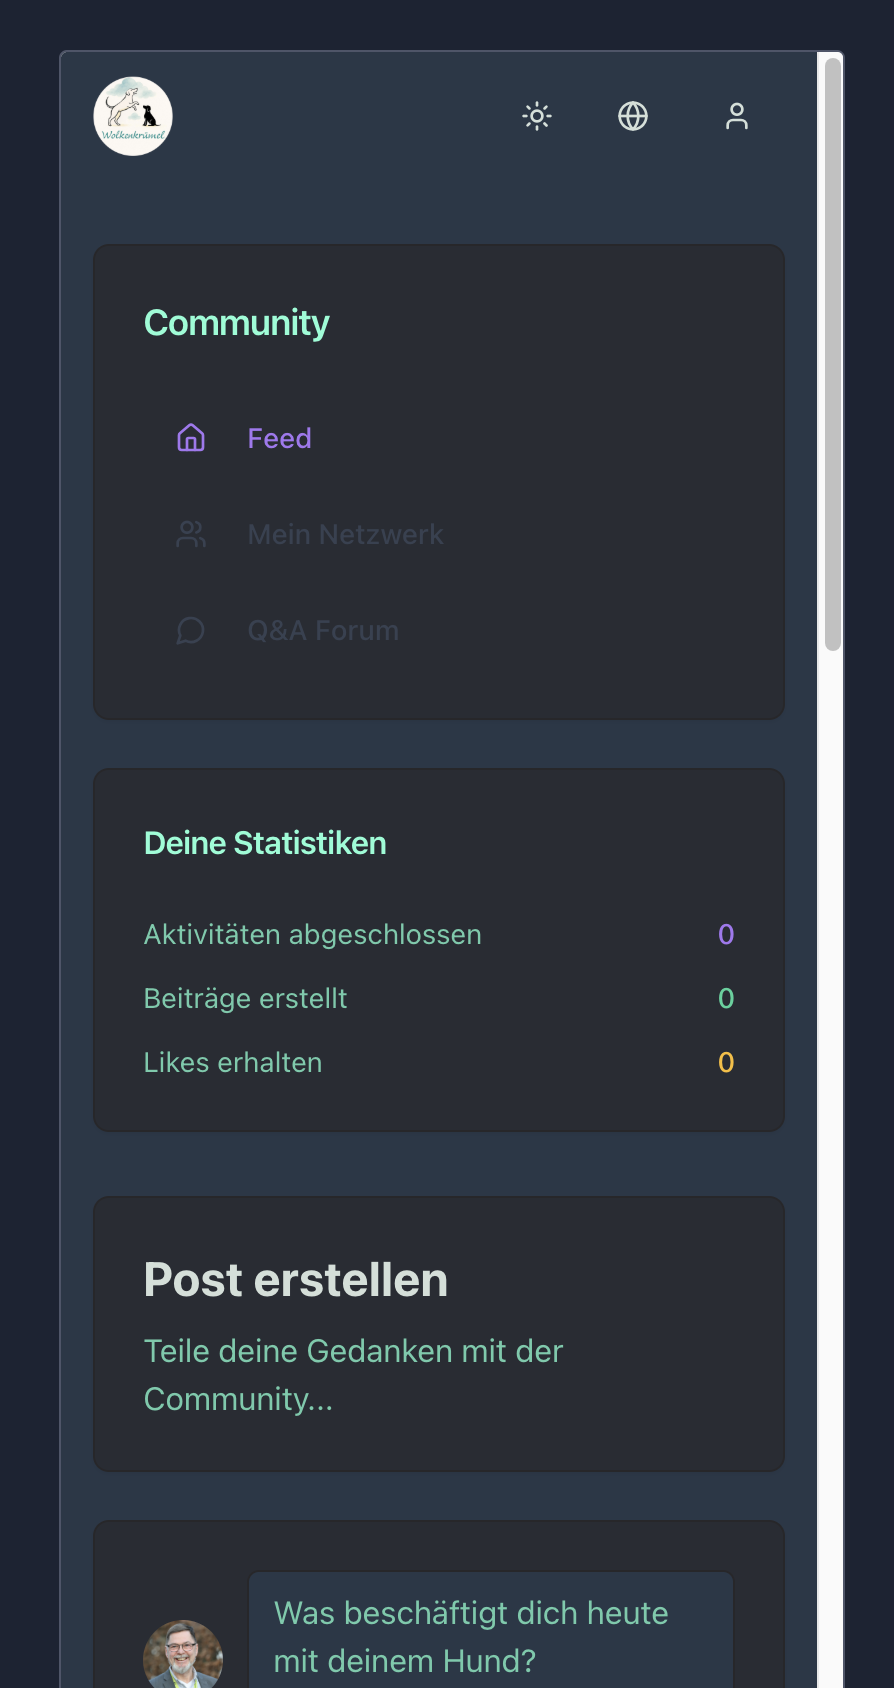 Wolkenkrümel
Community
Feed
Mein Netzwerk
Q&A Forum
Deine Statistiken
Aktivitäten abgeschlossen 0
Beiträge erstellt 0
Likes erhalten 0
Post erstellen
Teile deine Gedanken mit der
Community...
Was beschäftigt dich heute
mit deinem Hund?